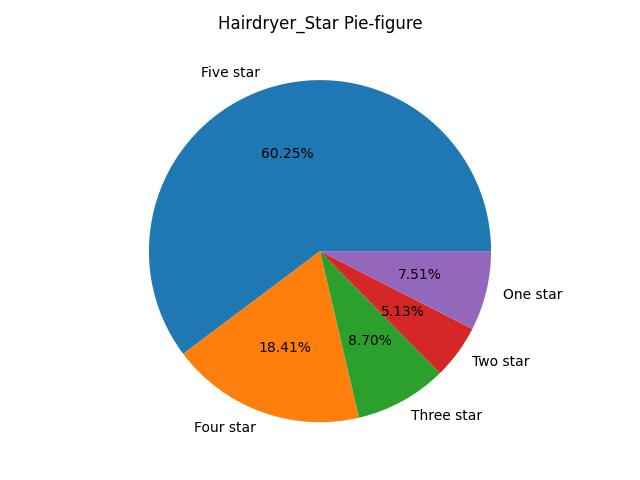 Hairdryer_Star Pie-figure
Five star
60.25%
7.51%
One star
5.13%
Two star
8.70%
Three star
18.41%
Four star